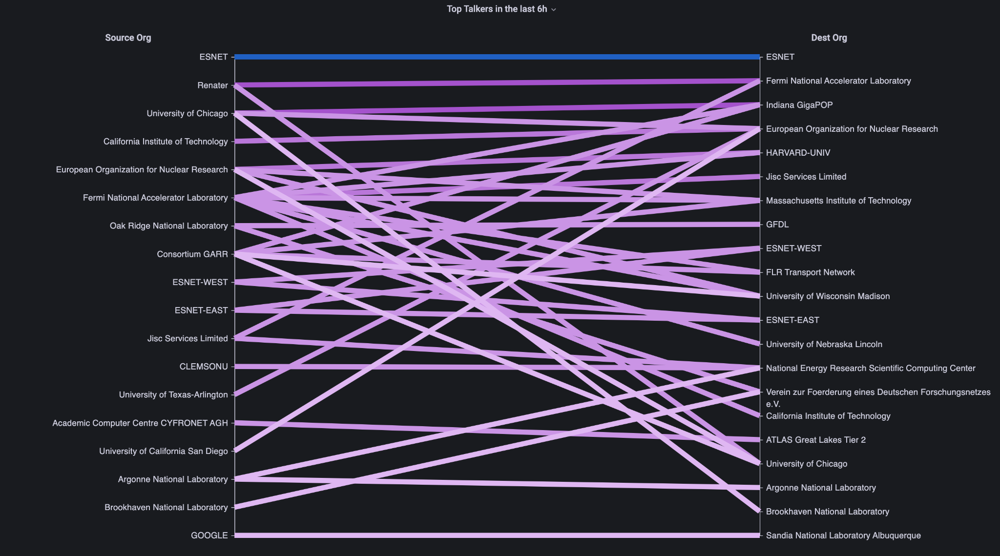 Top Talkers in the last 6h
Source Org
Dest Org
ESNET
Renater
University of Chicago
California Institute of Technology
European Organization for Nuclear Research
Fermi National Accelerator Laboratory
Oak Ridge National Laboratory
Consortium GARR
ESNET-WEST
ESNET-EAST
Jisc Services Limited
CLEMSONU
University of Texas-Arlington
Academic Computer Centre CYFRONET AGH
University of California San Diego
Argonne National Laboratory
Brookhaven National Laboratory
GOOGLE
ESNET
Fermi National Accelerator Laboratory
Indiana GigaPOP
European Organization for Nuclear Research
HARVARD-UNIV
Jisc Services Limited
Massachusetts Institute of Technology
GFDL
ESNET-WEST
FLR Transport Network
University of Wisconsin Madison
ESNET-EAST
University of Nebraska Lincoln
National Energy Research Scientific Computing Center
Verein zur Foerderung eines Deutschen Forschungsnetzes
e.V.
California Institute of Technology
ATLAS Great Lakes Tier 2
University of Chicago
Argonne National Laboratory
Brookhaven National Laboratory
Sandia National Laboratory Albuquerque